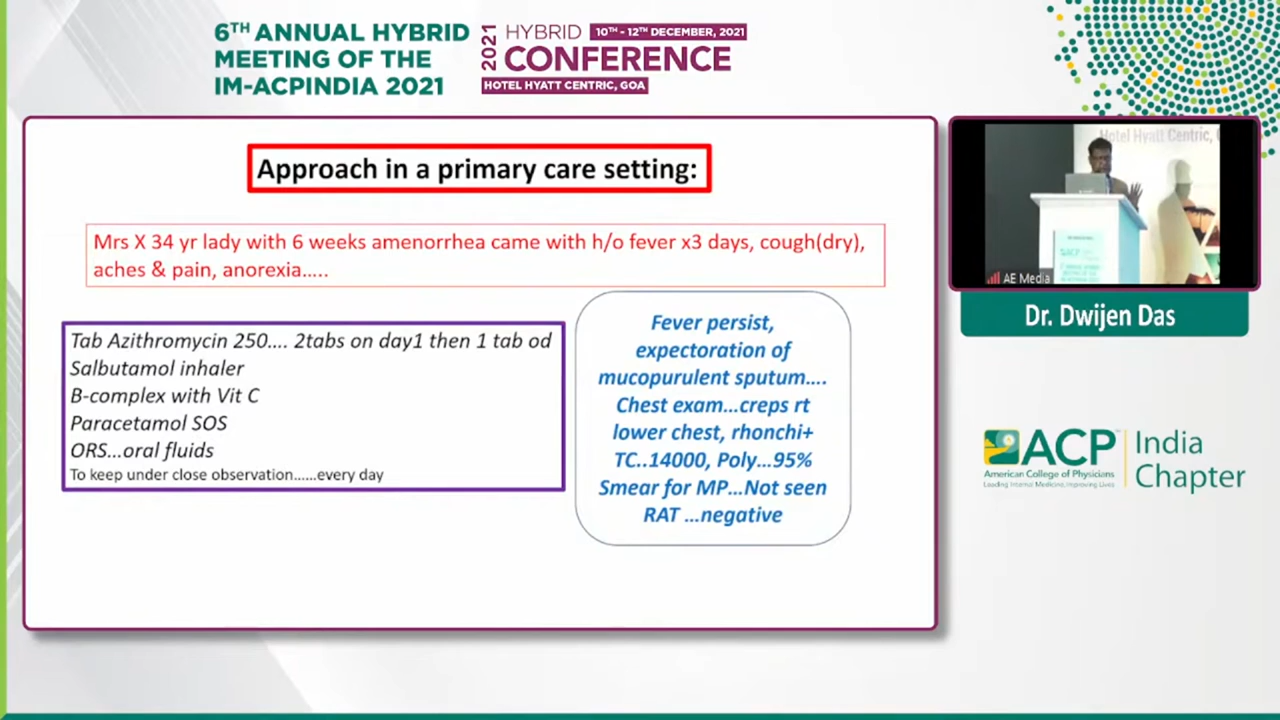 6TH ANNUAL HYBRID
MEETING OF THE
IM-ACPINDIA 2021
2021
HYBRID
10TH - 12TH DECEMBER, 2021
CONFERENCE
HOTEL HYATT CENTRIC, GOA
Approach in a primary care setting:
Mrs X 34 yr lady with 6 weeks amenorrhea came with h/o fever x3 days, cough(dry),
aches & pain, anorexia.....
Tab Azithromycin 250.... 2tabs on day1 then 1 tab od
Salbutamol inhaler
B-complex with Vit C
Paracetamol SOS
ORS...oral fluids
To keep under close observation......every day
Fever persist,
expectoration of
mucopurulent sputum....
Chest exam...creps rt
lower chest, rhonchi+
TC..14000, Poly...95%
Smear for MP...Not seen
RAT ...negative
Hotel Hyatt Centric,
AE Media
Dr. Dwijen Das
ACP
American College of Physicians
Leading Internal Medicine, Improving Lives
India
Chapter